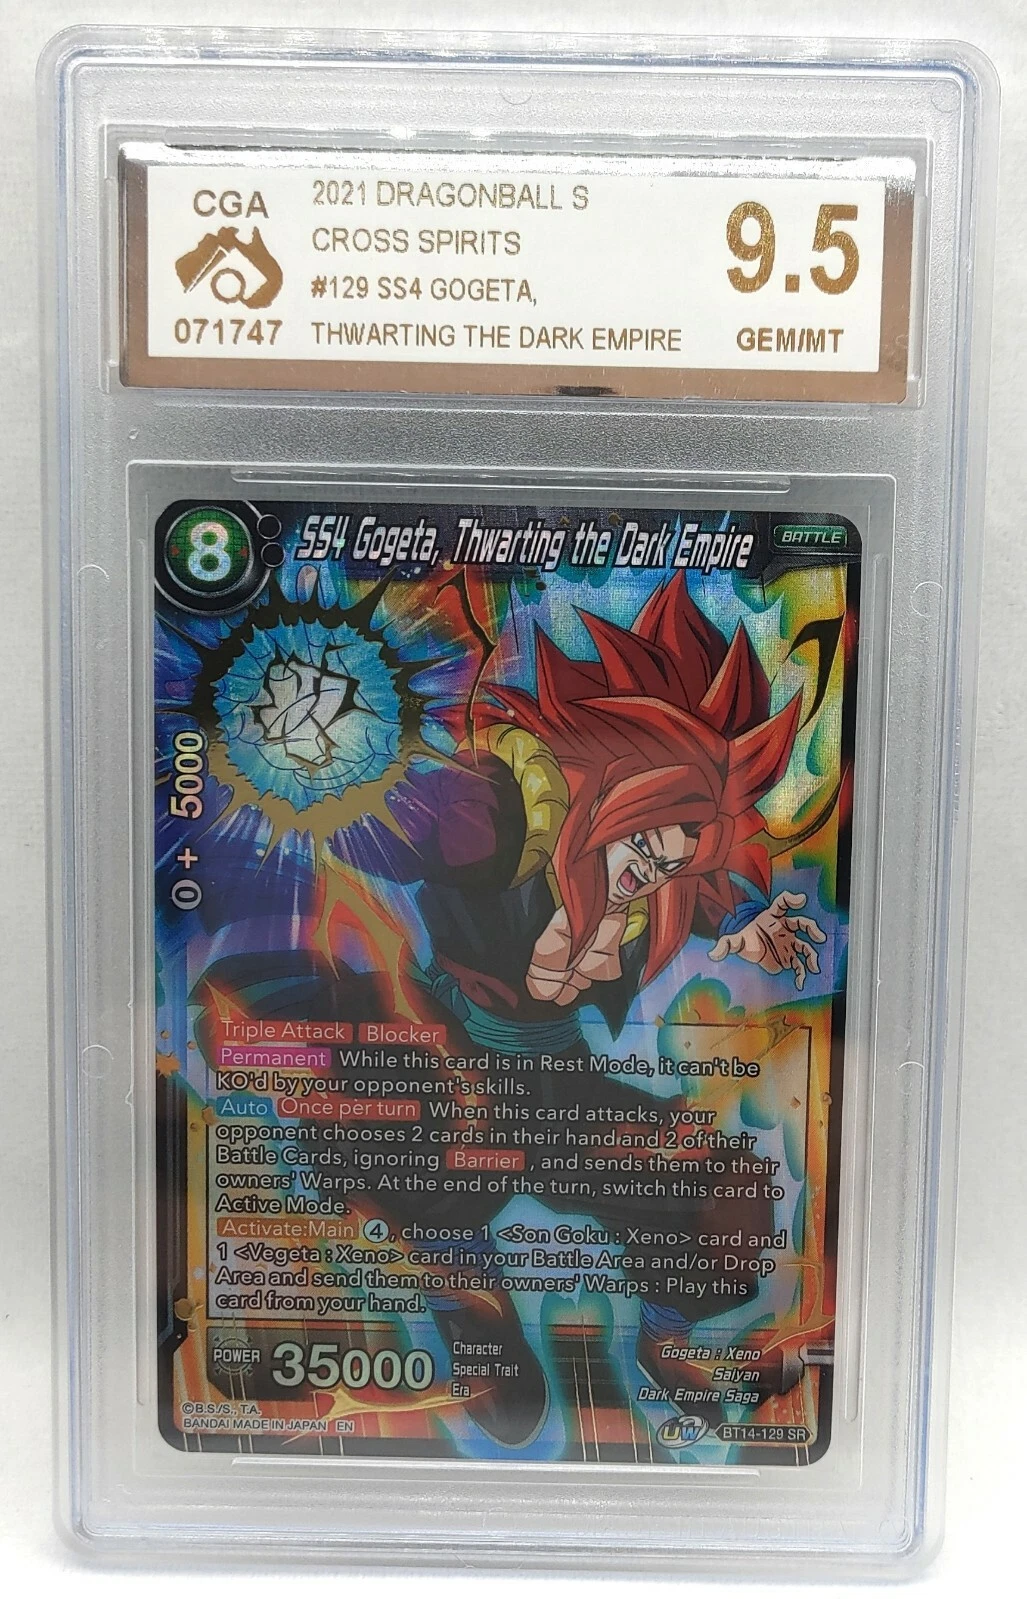 CGA
071747
2021 DRAGONBALL S
CROSS SPIRITS
#129 SS4 GOGETA,
THWARTING THE DARK EMPIRE
9.5
GEM/MT
8
SS4 Gogeta, Thwarting the Dark Empire
BATTLE
0 + 5000
Triple Attack Blocker
Permanent While this card is in Rest Mode, it can't be
KO'd by your opponent's skills.
Auto Once per turn When this card attacks, your
opponent chooses 2 cards in their hand and 2 of their
Battle Cards, ignoring Barrier , and sends them to their
owners' Warps. At the end of the turn, switch this card to
Active Mode.
Activate:Main 4 , choose 1 <Son Goku : Xeno> card and
1 <Vegeta : Xeno> card in your Battle Area and/or Drop
Area and send them to their owners' Warps : Play this
card from your hand.
POWER 35000
Character Gogeta : Xeno
Special Trait Saiyan
Era Dark Empire Saga
©B.S./S., T.A.
BANDAI MADE IN JAPAN EN
UW BT14-129 SR